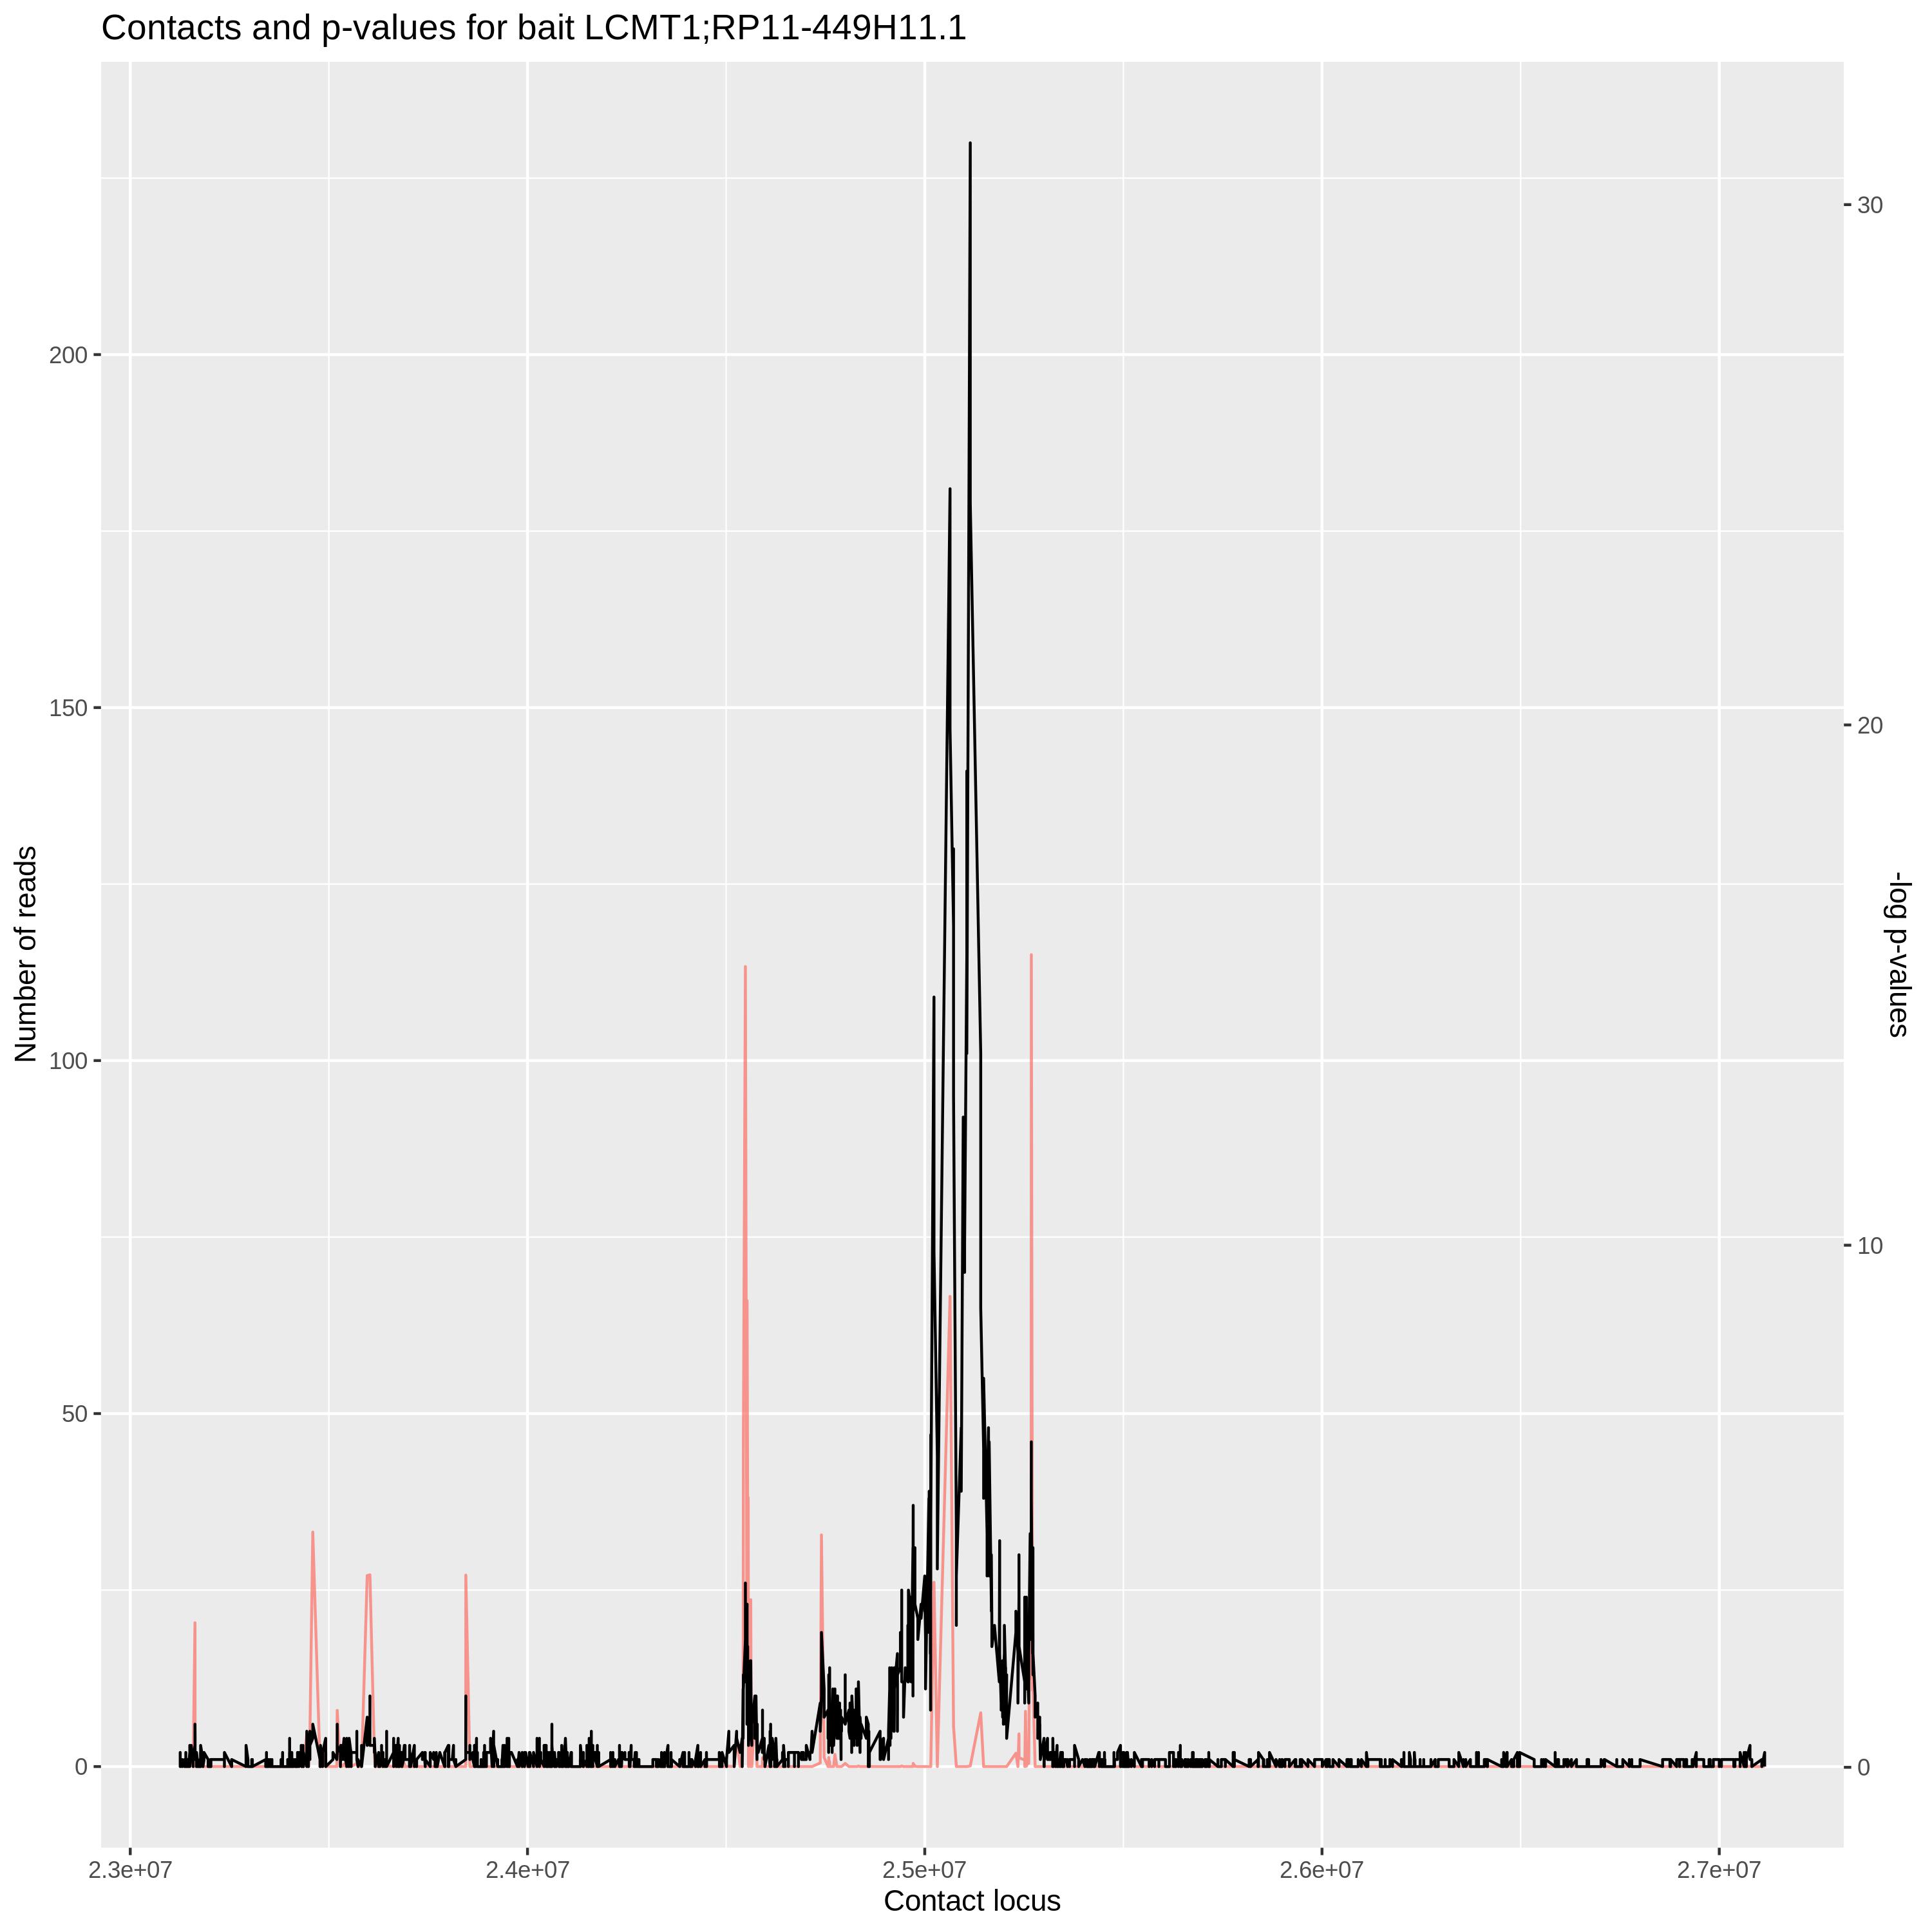 Contacts and p-values for bait LCMT1;RP11-449H11.1
Number of reads
200
150
100
50
0
30
20
10
0
-log p-values
2.3e+07
2.4e+07
2.5e+07
2.6e+07
2.7e+07
Contact locus